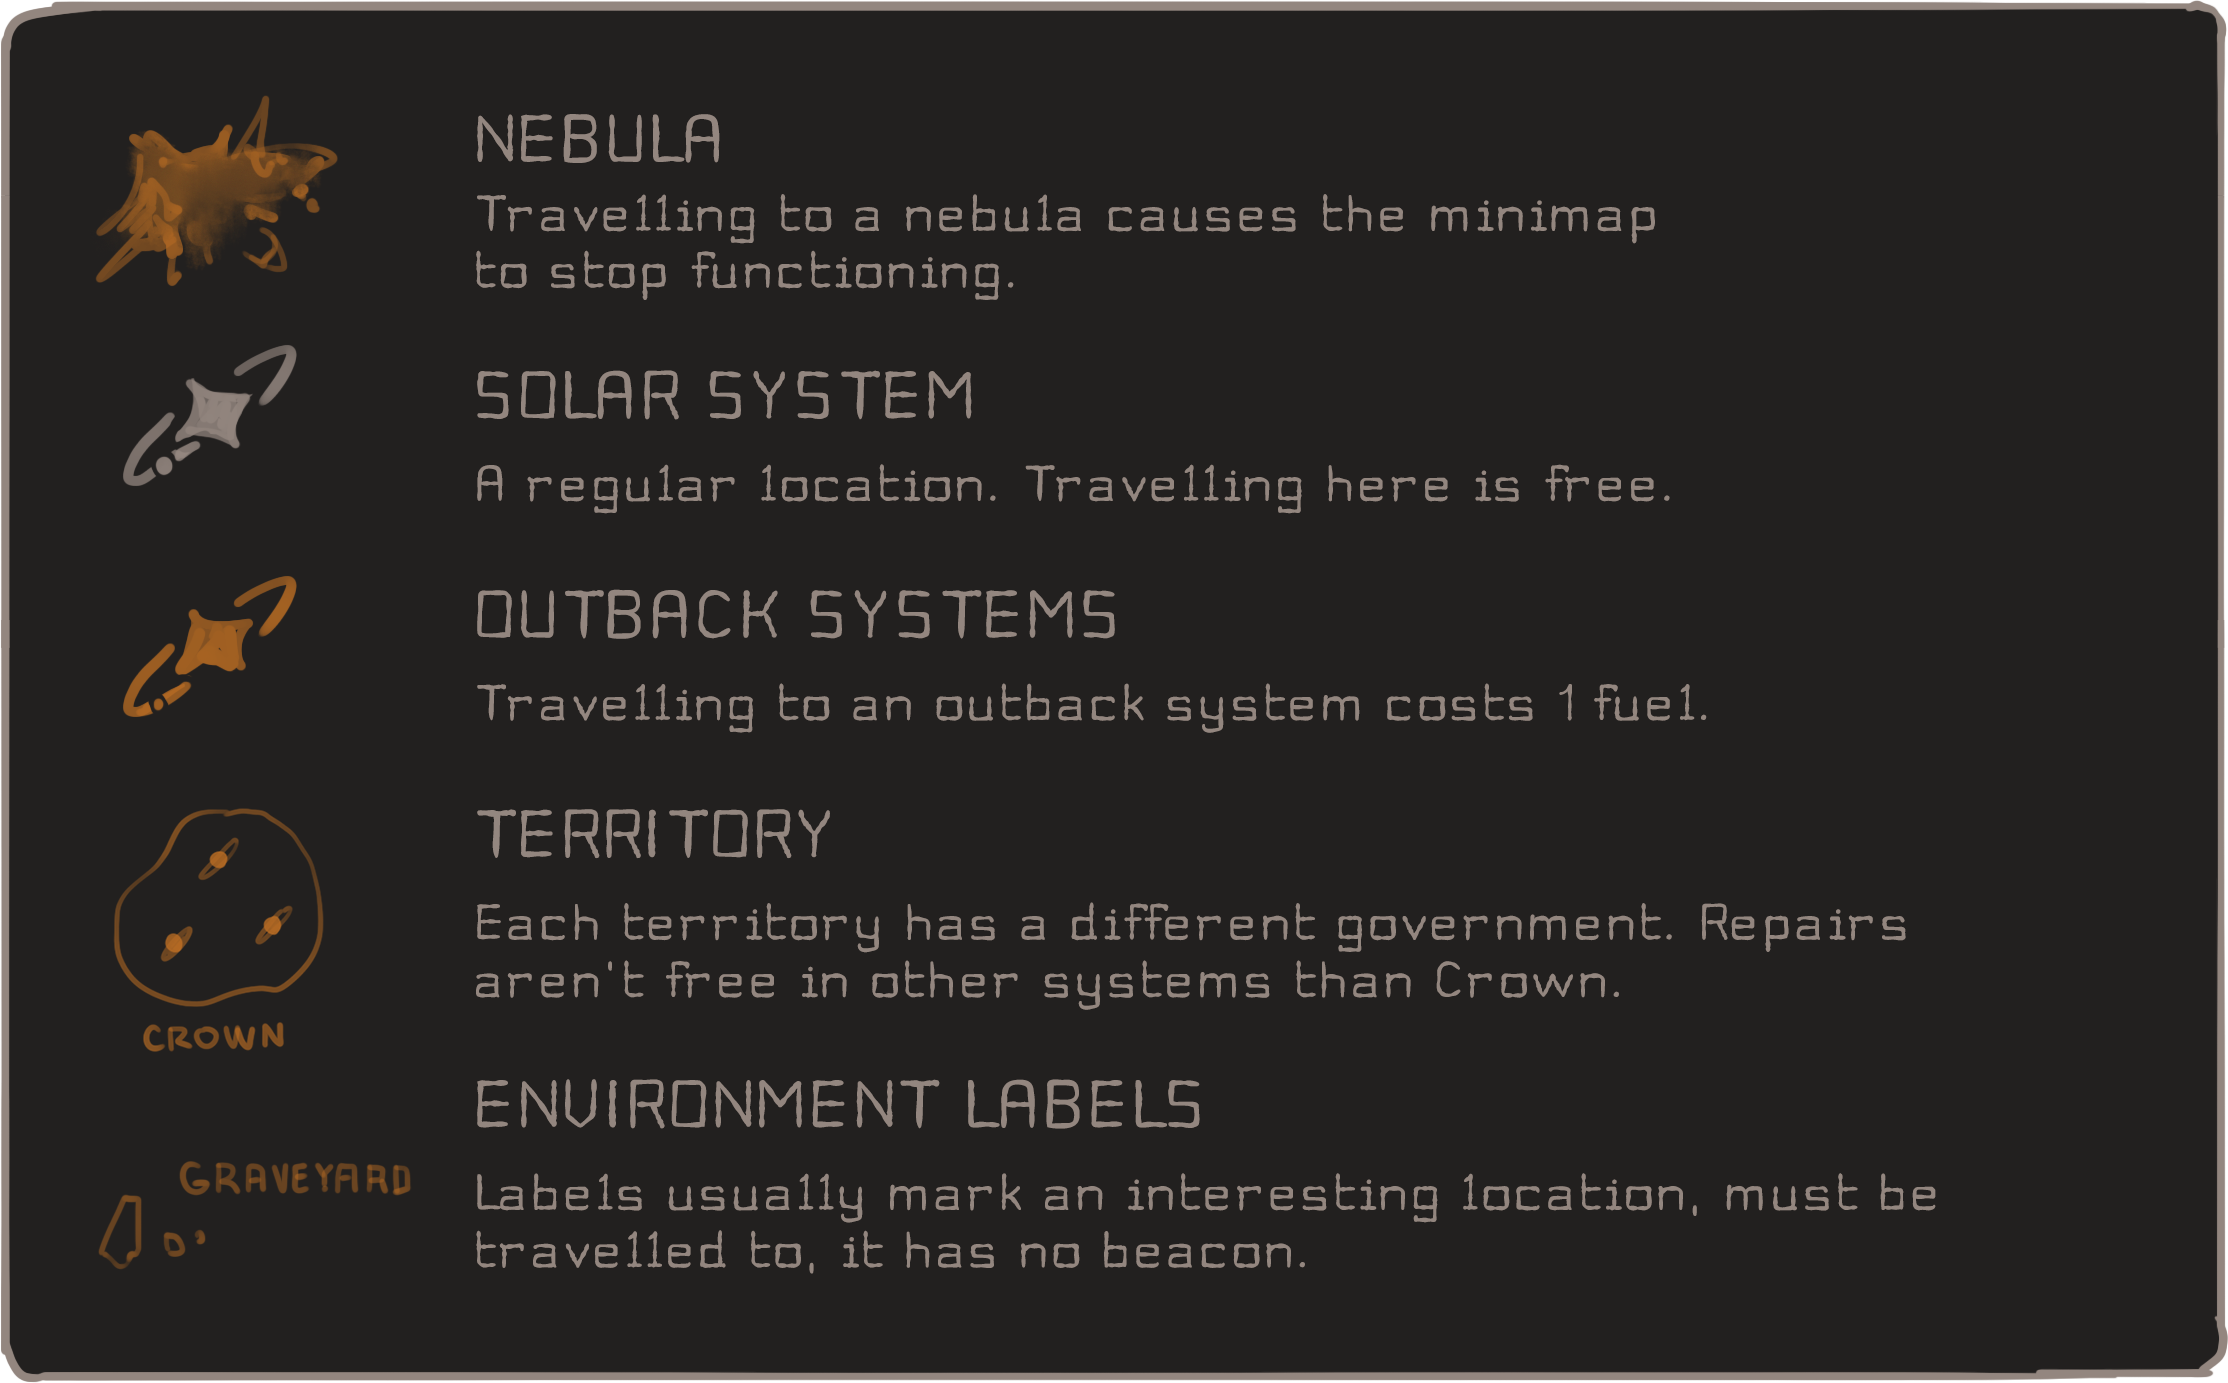 NEBULA
Travelling to a nebula causes the minimap
to stop functioning.
SOLAR SYSTEM
A regular location. Travelling here is free.
OUTBACK SYSTEMS
Travelling to an outback system costs 1 fuel.
TERRITORY
Each territory has a different government. Repairs
aren't free in other systems than Crown.
CROWN
ENVIRONMENT LABELS
GRAVEYARD
Labels usually mark an interesting location, must be
travelled to, it has no beacon.